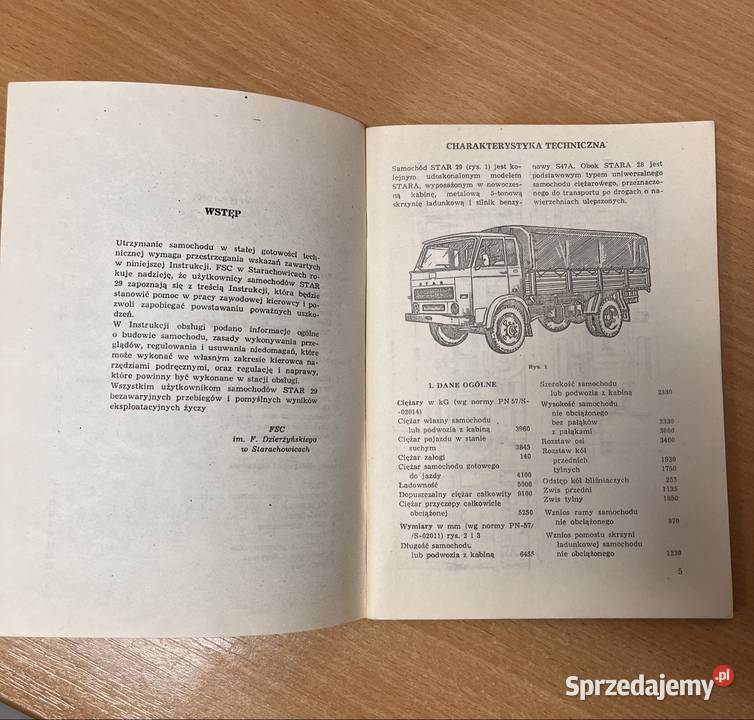 WSTĘP
Utrzymanie samochodu w stałej gotowości tech-
nicznej wymaga przestrzegania wskazań zawartych
w niniejszej Instrukcji. FSC w Starachowicach ro-
kuje nadzieję, że użytkownicy samochodów STAR
29 zapoznają się z treścią Instrukcji, która będzie
stanowić pomoc w pracy zawodowej kierowcy i po-
zwoli zapobiegać powstawaniu poważnych uszko-
dzeń.
W Instrukcji obsługi podano informacje ogólne
o budowie samochodu, zasady wykonywania prze-
glądów, regulowania i usuwania niedomagań, które
może wykonać we własnym zakresie kierowca na-
rzędziami podręcznymi, oraz regulację i naprawy,
które powinny być wykonane w stacji obsługi.
Wszystkim użytkownikom samochodów STAR 29
bezawaryjnych przebiegów i pomyślnych wyników
eksploatacyjnych życzy
FSC
im. F. Dzierżyńskiego
w Starachowicach
CHARAKTERYSTYKA TECHNICZNA
Samochód STAR 29 (rys. 1) jest ko-
lejnym udoskonalonym modelem
STARA, wyposażonym w nowoczes-
ną kabinę, metalową 5-tonową
skrzynię ładunkową i silnik benzy-
nowy S47A. Obok STARA 28 jest
podstawowym typem uniwersalnego
samochodu ciężarowego, przeznaczo-
nego do transportu po drogach o na-
wierzchniach ulepszonych.
STAR
Rys. 1
1. DANE OGÓLNE
Ciężary w kG (wg normy PN 57/S-
-02014)
Ciężar własny samochodu
lub podwozia z kabiną 3960
Ciężar pojazdu w stanie
suchym 3845
Ciężar załogi 140
Ciężar samochodu gotowego
do jazdy 4100
Ładowność 5000
Dopuszczalny ciężar całkowity 9100
Ciężar przyczepy całkowicie
obciążonej 5250
Wymiary w mm (wg normy PN-57/
/S-02011) rys. 2 i 3
Długość samochodu
lub podwozia z kabiną 6455
Szerokość samochodu
lub podwozia z kabiną 2380
Wysokość samochodu
nie obciążonego
bez pałąków 2330
z pałąkami 3000
Rozstaw osi 3400
Rozstaw kół
przednich 1930
tylnych 1750
Odstęp kół bliźniaczych 253
Zwis przedni 1135
Zwis tylny 1850
Wznios ramy samochodu
nie obciążonego 970
Wznios pomostu skrzyni
ładunkowej samochodu
nie obciążonego 1330
5
Sprzedajemy.pl